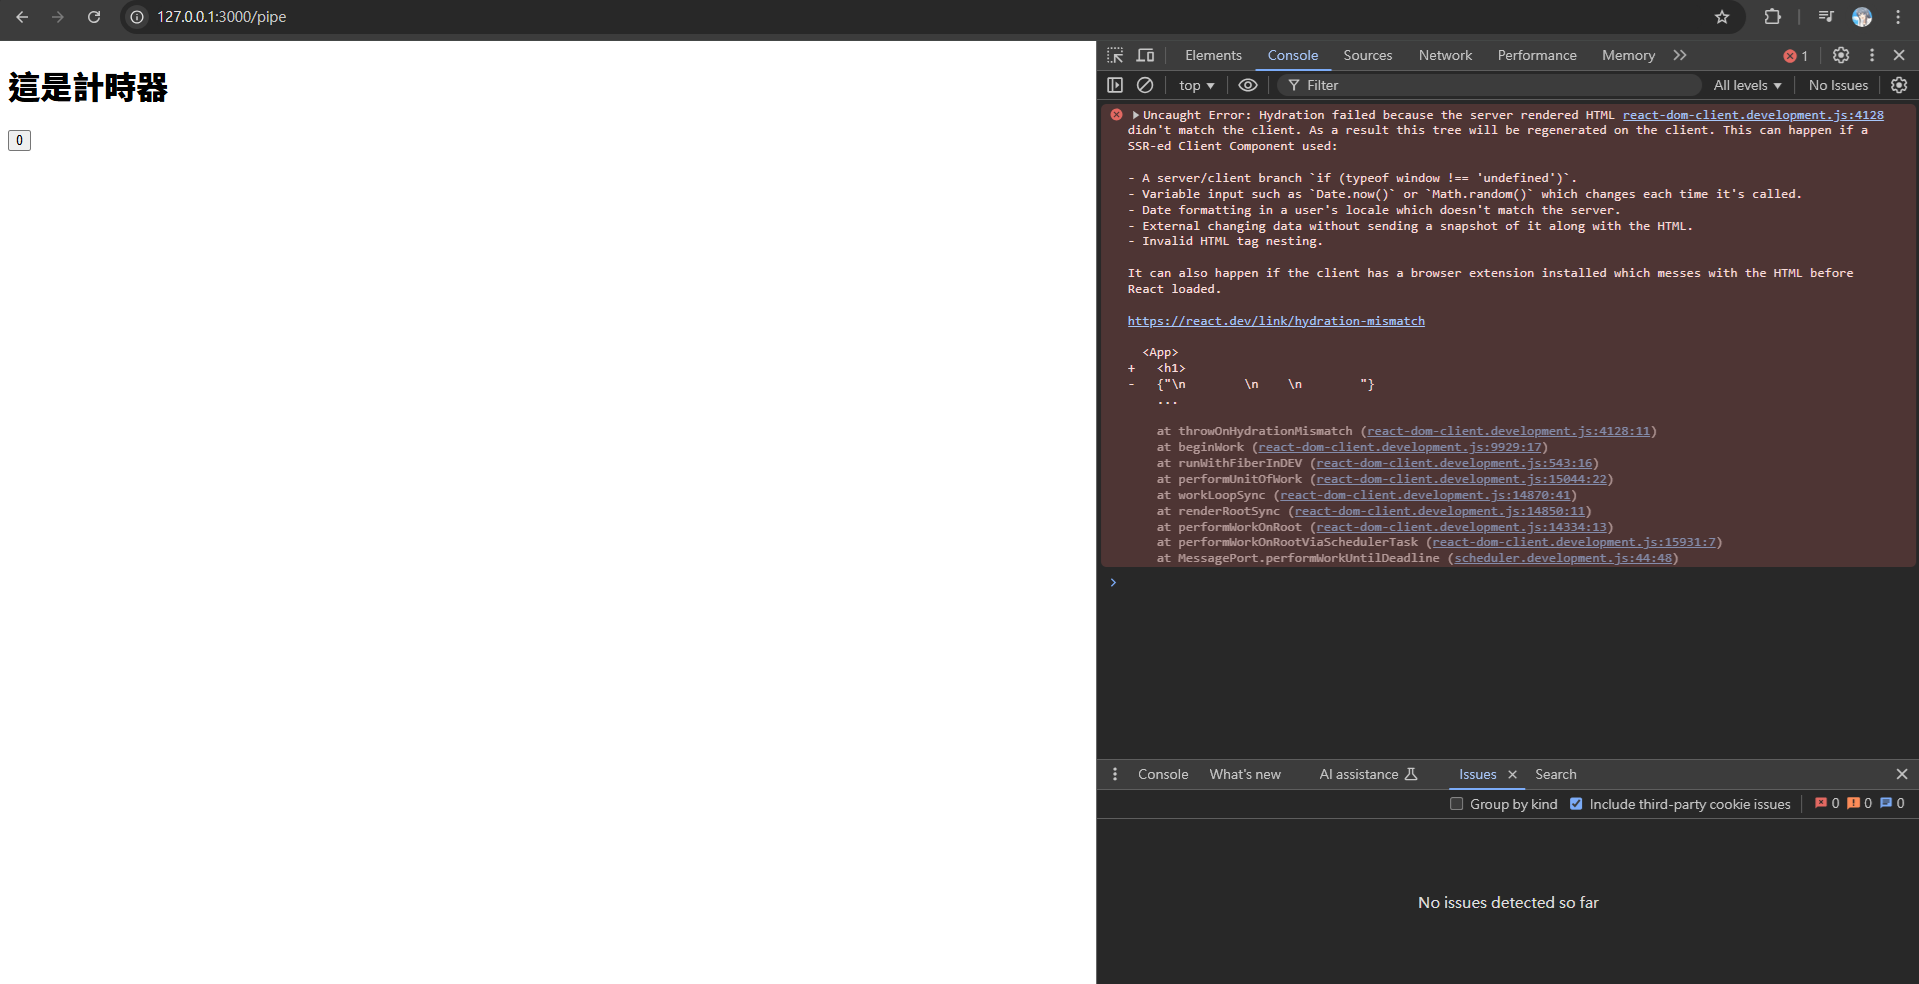 127.0.0.1:3000/pipe
這是計時器
0
Elements Console Sources Network Performance Memory 1
top Filter All levels No Issues
Uncaught Error: Hydration failed because the server rendered HTML react-dom-client.development.js:4128
didn't match the client. As a result this tree will be regenerated on the client. This can happen if a
SSR-ed Client Component used:
- A server/client branch `if (typeof window !== 'undefined')`.
- Variable input such as `Date.now()` or `Math.random()` which changes each time it's called.
- Date formatting in a user's locale which doesn't match the server.
- External changing data without sending a snapshot of it along with the HTML.
- Invalid HTML tag nesting.
It can also happen if the client has a browser extension installed which messes with the HTML before
React loaded.
https://react.dev/link/hydration-mismatch
<App>
+   <h1>
-   {"\n        \n    \n        "}
...
at throwOnHydrationMismatch (react-dom-client.development.js:4128:11)
at beginWork (react-dom-client.development.js:9929:17)
at runWithFiberInDEV (react-dom-client.development.js:543:16)
at performUnitOfWork (react-dom-client.development.js:15044:22)
at workLoopSync (react-dom-client.development.js:14870:41)
at renderRootSync (react-dom-client.development.js:14850:11)
at performWorkOnRoot (react-dom-client.development.js:14334:13)
at performWorkOnRootViaSchedulerTask (react-dom-client.development.js:15931:7)
at MessagePort.performWorkUntilDeadline (scheduler.development.js:44:48)
Console What's new AI assistance Issues Search
Group by kind Include third-party cookie issues 0 0 0
No issues detected so far